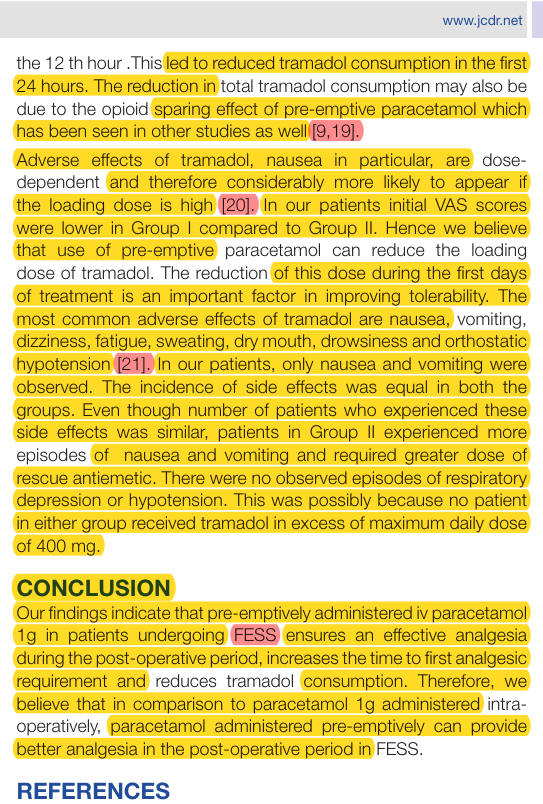 www.jcdr.net
the 12 th hour .This led to reduced tramadol consumption in the first
24 hours. The reduction in total tramadol consumption may also be
due to the opioid sparing effect of pre-emptive paracetamol which
has been seen in other studies as well [9,19].
Adverse effects of tramadol, nausea in particular, are dose-
dependent and therefore considerably more likely to appear if
the loading dose is high [20]. In our patients initial VAS scores
were lower in Group I compared to Group II. Hence we believe
that use of pre-emptive paracetamol can reduce the loading
dose of tramadol. The reduction of this dose during the first days
of treatment is an important factor in improving tolerability. The
most common adverse effects of tramadol are nausea, vomiting,
dizziness, fatigue, sweating, dry mouth, drowsiness and orthostatic
hypotension [21]. In our patients, only nausea and vomiting were
observed. The incidence of side effects was equal in both the
groups. Even though number of patients who experienced these
side effects was similar, patients in Group II experienced more
episodes of nausea and vomiting and required greater dose of
rescue antiemetic. There were no observed episodes of respiratory
depression or hypotension. This was possibly because no patient
in either group received tramadol in excess of maximum daily dose
of 400 mg.
CONCLUSION
Our findings indicate that pre-emptively administered iv paracetamol
1g in patients undergoing FESS ensures an effective analgesia
during the post-operative period, increases the time to first analgesic
requirement and reduces tramadol consumption. Therefore, we
believe that in comparison to paracetamol 1g administered intra-
operatively, paracetamol administered pre-emptively can provide
better analgesia in the post-operative period in FESS.
REFERENCES